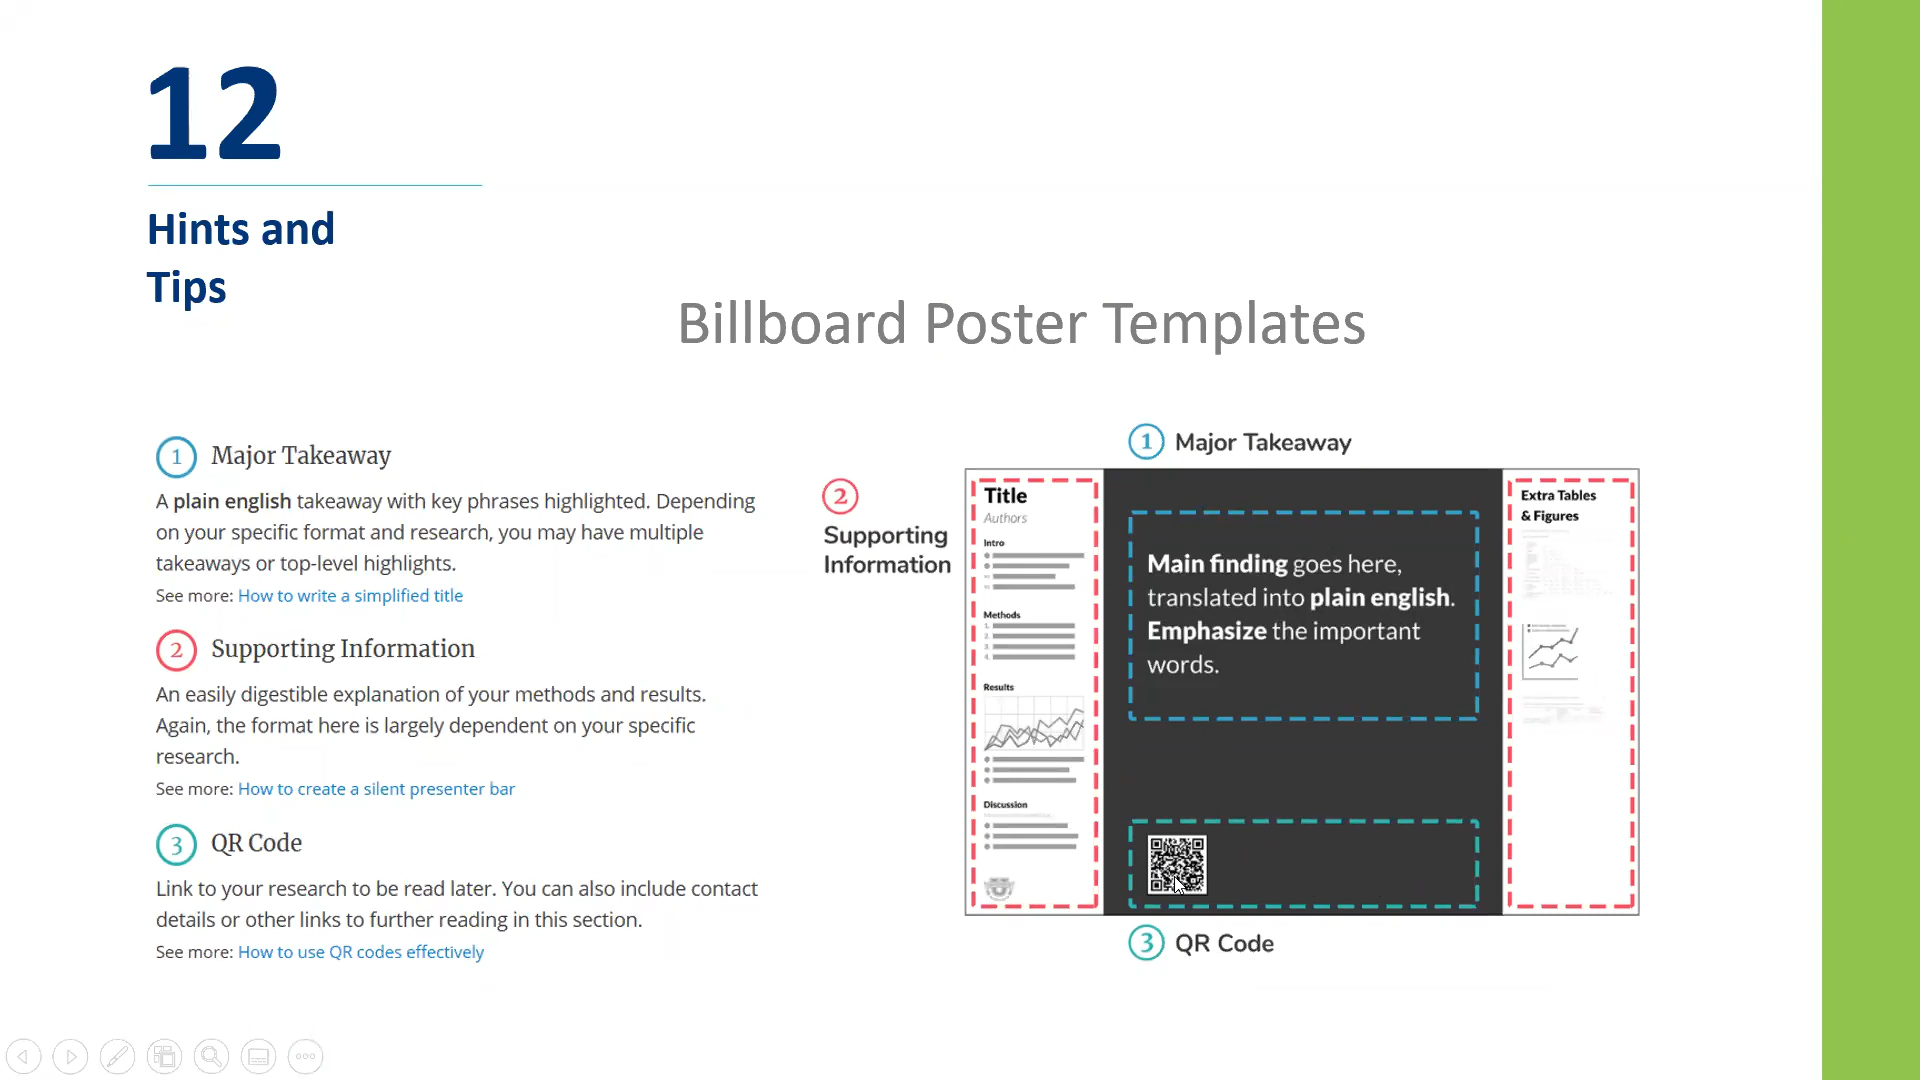 12
Hints and
Tips
Billboard Poster Templates
1 Major Takeaway
A plain english takeaway with key phrases highlighted. Depending
on your specific format and research, you may have multiple
takeaways or top-level highlights.
See more: How to write a simplified title
2 Supporting Information
An easily digestible explanation of your methods and results.
Again, the format here is largely dependent on your specific
research.
See more: How to create a silent presenter bar
3 QR Code
Link to your research to be read later. You can also include contact
details or other links to further reading in this section.
See more: How to use QR codes effectively
1 Major Takeaway
2
Supporting
Information
Title
Authors
Intro
Methods
Results
Discussion
Main finding goes here,
translated into plain english.
Emphasize the important
words.
Extra Tables
& Figures
3 QR Code